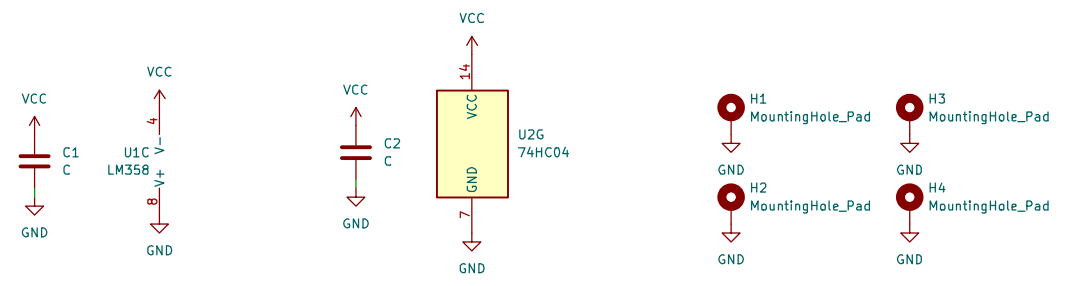 VCC
C1
C
GND
VCC
4
V-
U1C
LM358
V+
8
GND
VCC
C2
C
GND
VCC
14
VCC
U2G
74HC04
GND
7
GND
H1
MountingHole_Pad
GND
H2
MountingHole_Pad
GND
H3
MountingHole_Pad
GND
H4
MountingHole_Pad
GND